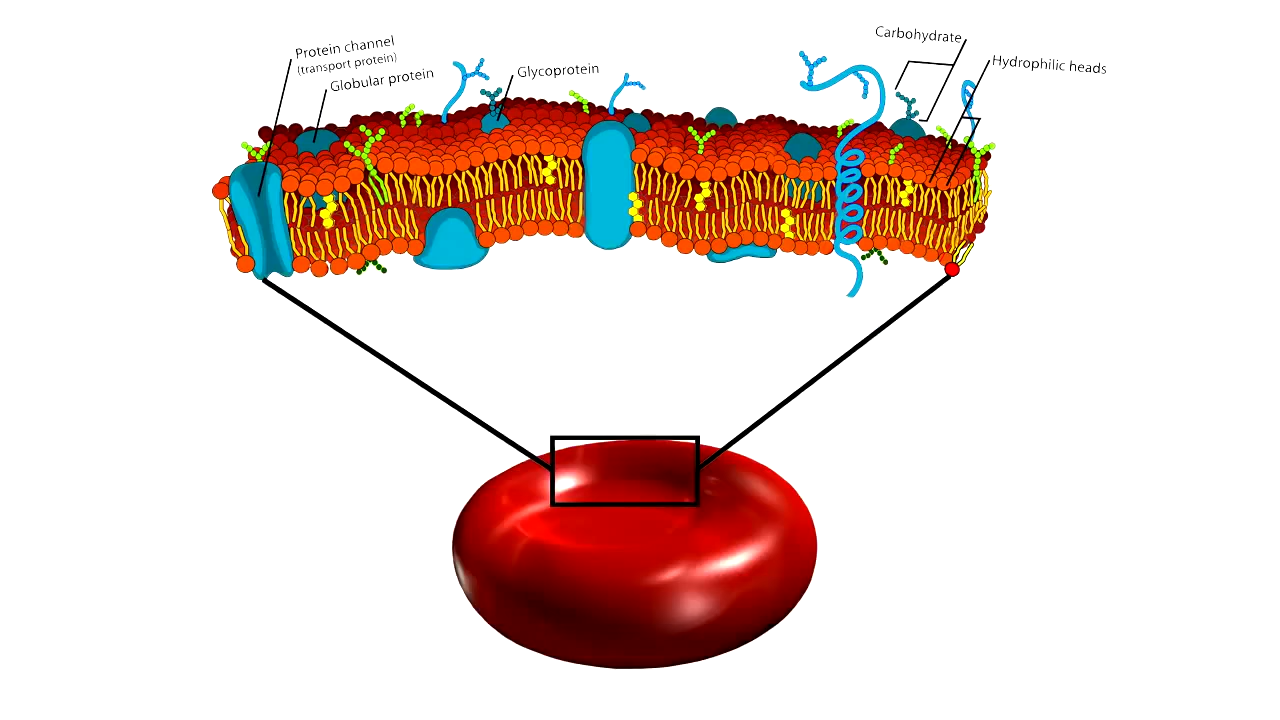 Protein channel
(transport protein)
Globular protein
Glycoprotein
Carbohydrate
Hydrophilic heads